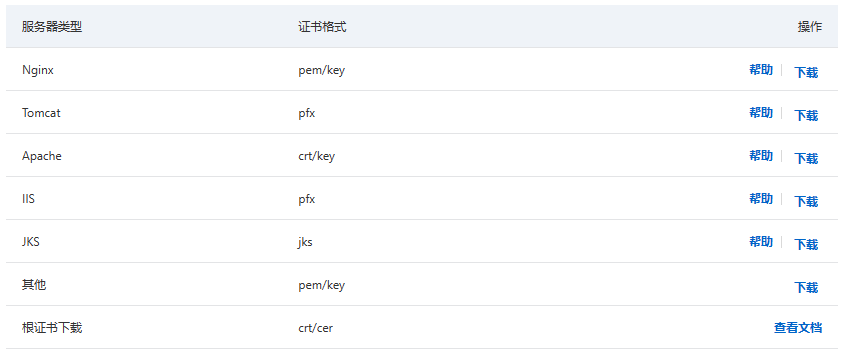 服务器类型 证书格式 操作
Nginx pem/key 帮助 下载
Tomcat pfx 帮助 下载
Apache crt/key 帮助 下载
IIS pfx 帮助 下载
JKS jks 帮助 下载
其他 pem/key 下载
根证书下载 crt/cer 查看文档